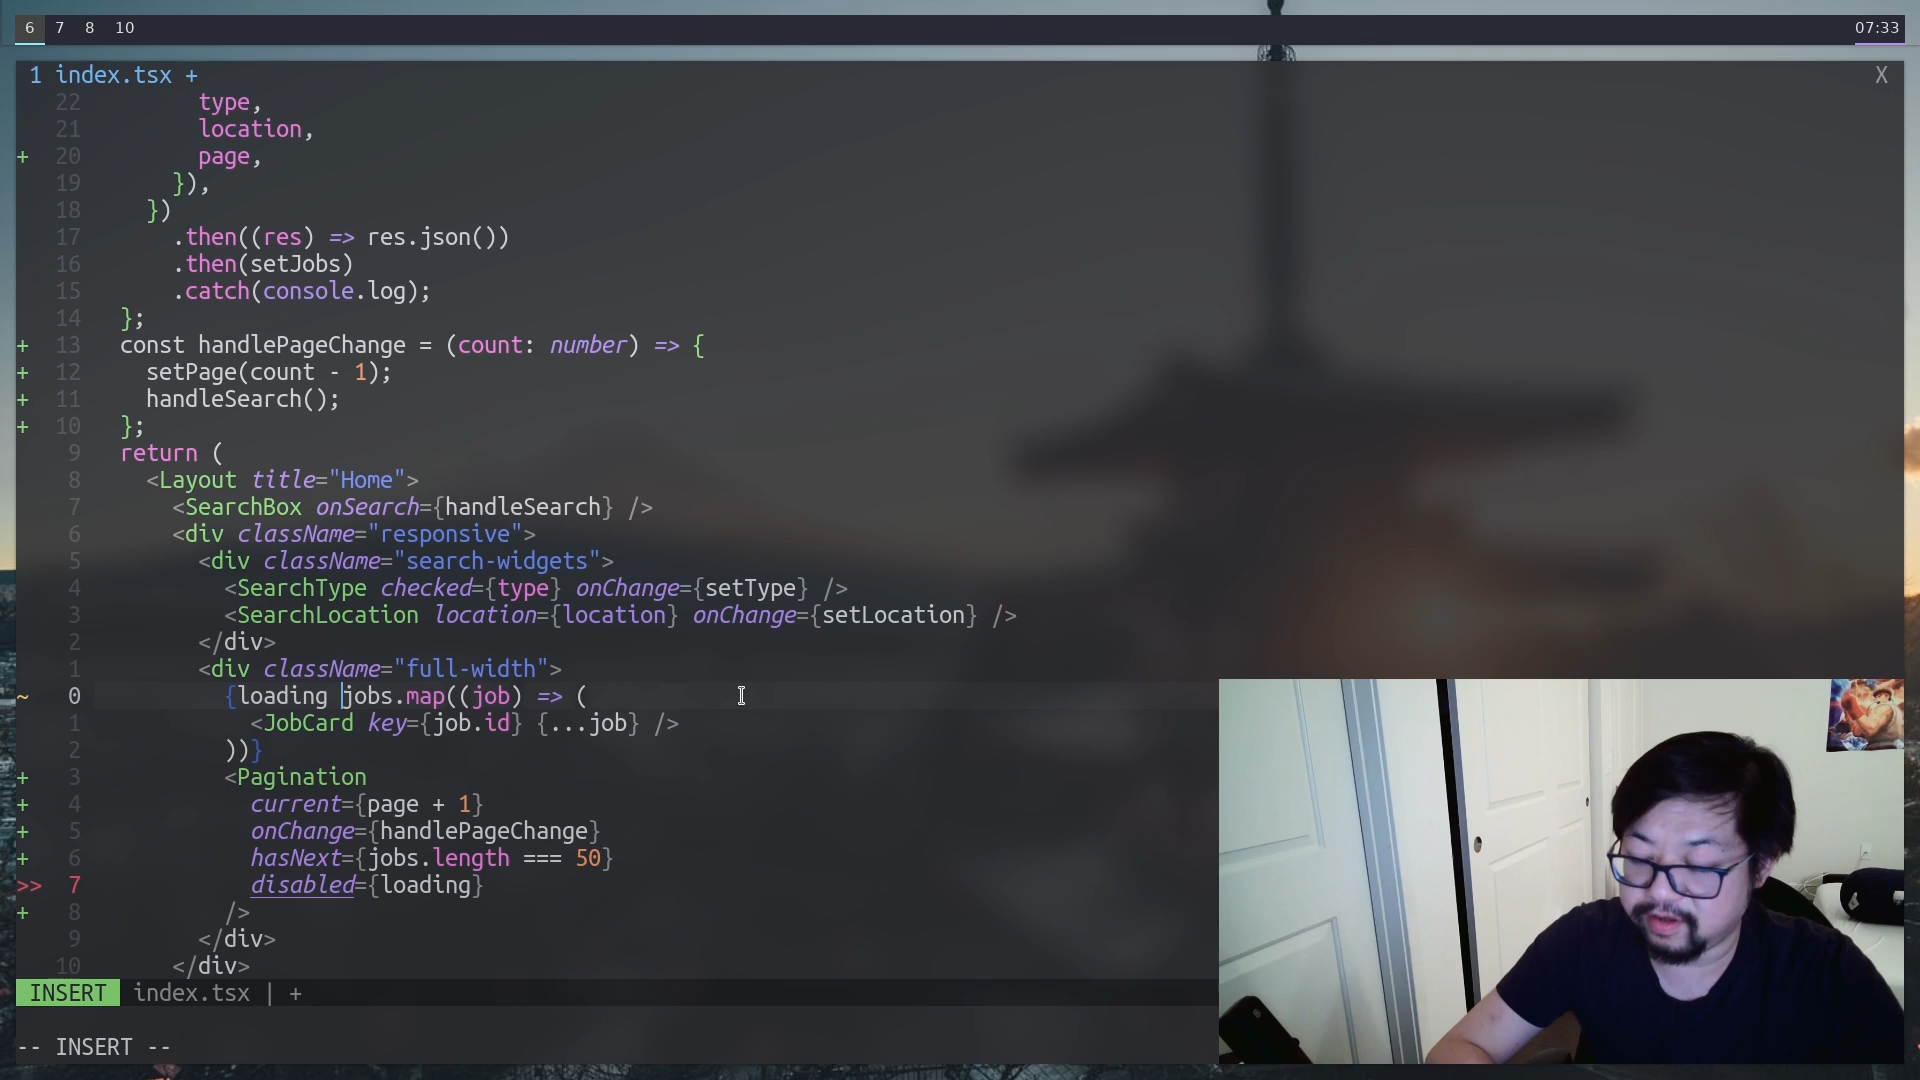 6 7 8 10 07:33
1 index.tsx + X
22 type,
21 location,
+ 20 page,
19 }),
18 })
17 .then((res) => res.json())
16 .then(setJobs)
15 .catch(console.log);
14 };
+ 13 const handlePageChange = (count: number) => {
+ 12 setPage(count - 1);
+ 11 handleSearch();
+ 10 };
9 return (
8 <Layout title="Home">
7 <SearchBox onSearch={handleSearch} />
6 <div className="responsive">
5 <div className="search-widgets">
4 <SearchType checked={type} onChange={setType} />
3 <SearchLocation location={location} onChange={setLocation} />
2 </div>
1 <div className="full-width">
~ 0 {loading jobs.map((job) => (
1 <JobCard key={job.id} {...job} />
2 ))}
+ 3 <Pagination
+ 4 current={page + 1}
+ 5 onChange={handlePageChange}
+ 6 hasNext={jobs.length === 50}
>> 7 disabled={loading}
+ 8 />
9 </div>
10 </div>
INSERT index.tsx | +
-- INSERT --